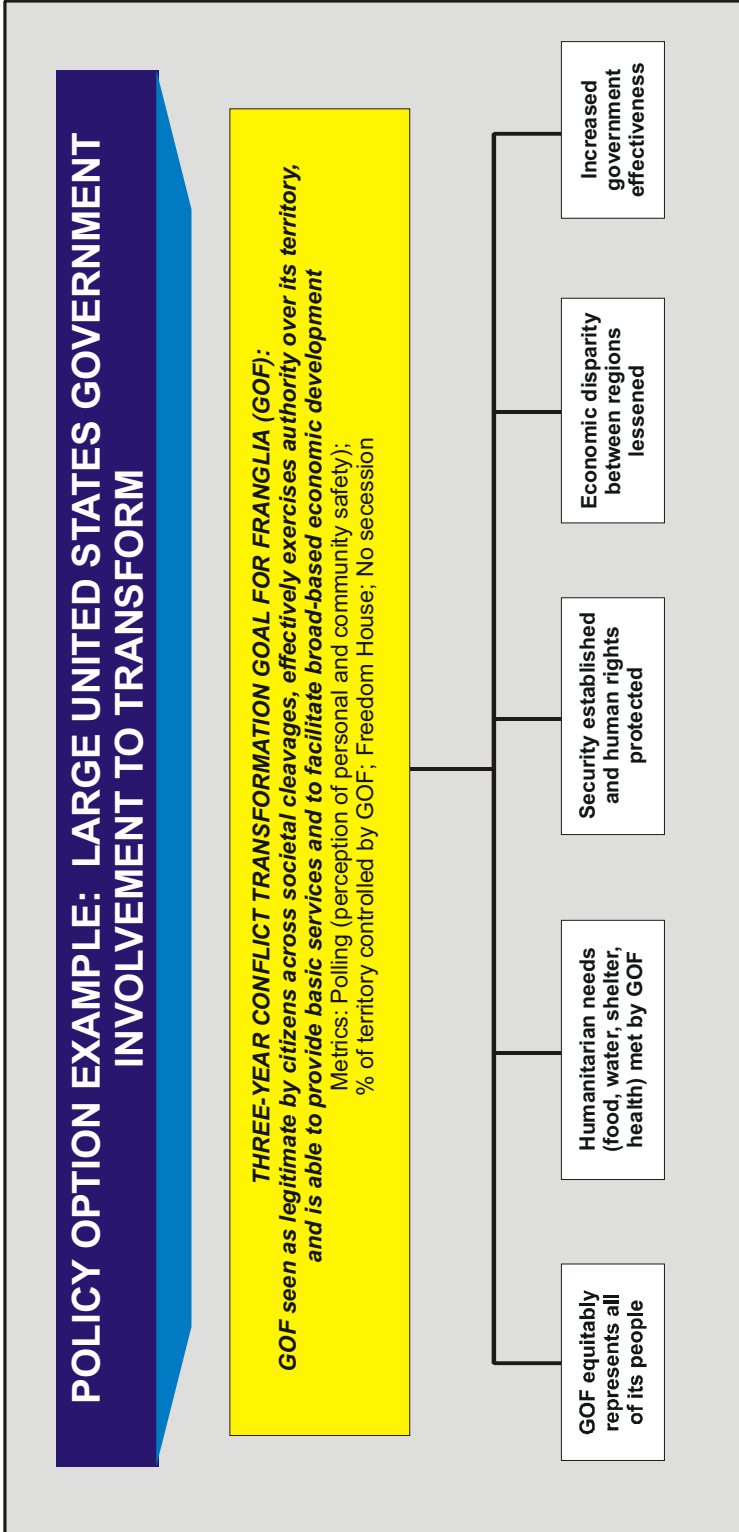 POLICY OPTION EXAMPLE:  LARGE UNITED STATES GOVERNMENT
INVOLVEMENT TO TRANSFORM
THREE-YEAR CONFLICT TRANSFORMATION GOAL FOR FRANGLIA (GOF):
GOF seen as legitimate by citizens across societal cleavages, effectively exercises authority over its territory,
and is able to provide basic services and to facilitate broad-based economic development
Metrics: Polling (perception of personal and community safety);
% of territory controlled by GOF; Freedom House; No secession
GOF equitably
represents all
of its people
Humanitarian needs
(food, water, shelter,
health) met by GOF
Security established
and human rights
protected
Economic disparity
between regions
lessened
Increased
government
effectiveness